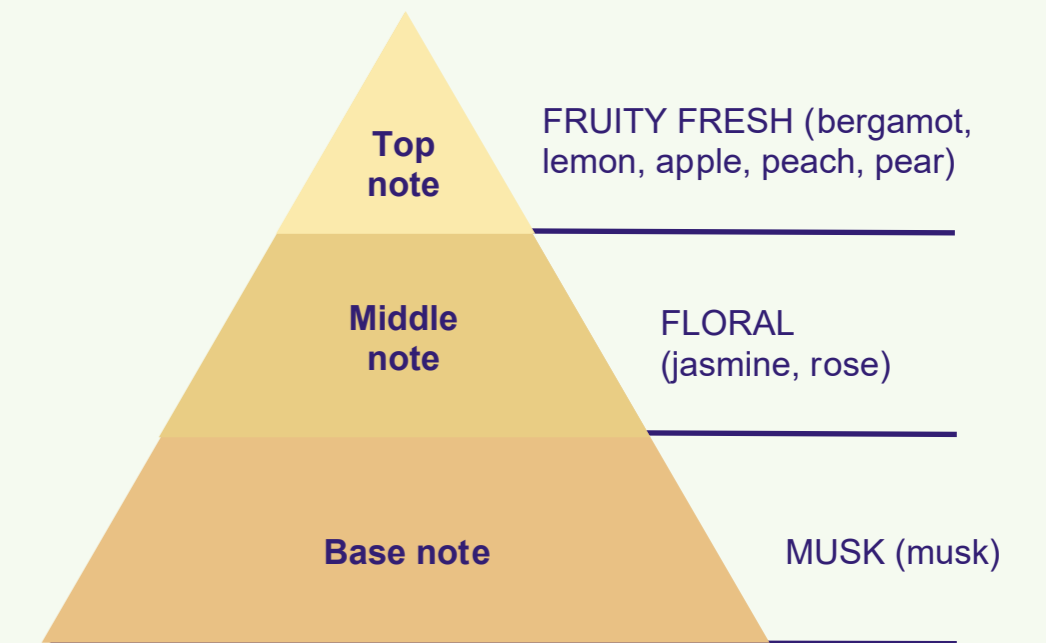 Top
note
FRUITY FRESH (bergamot,
lemon, apple, peach, pear)
Middle
note
FLORAL
(jasmine, rose)
Base note
MUSK (musk)